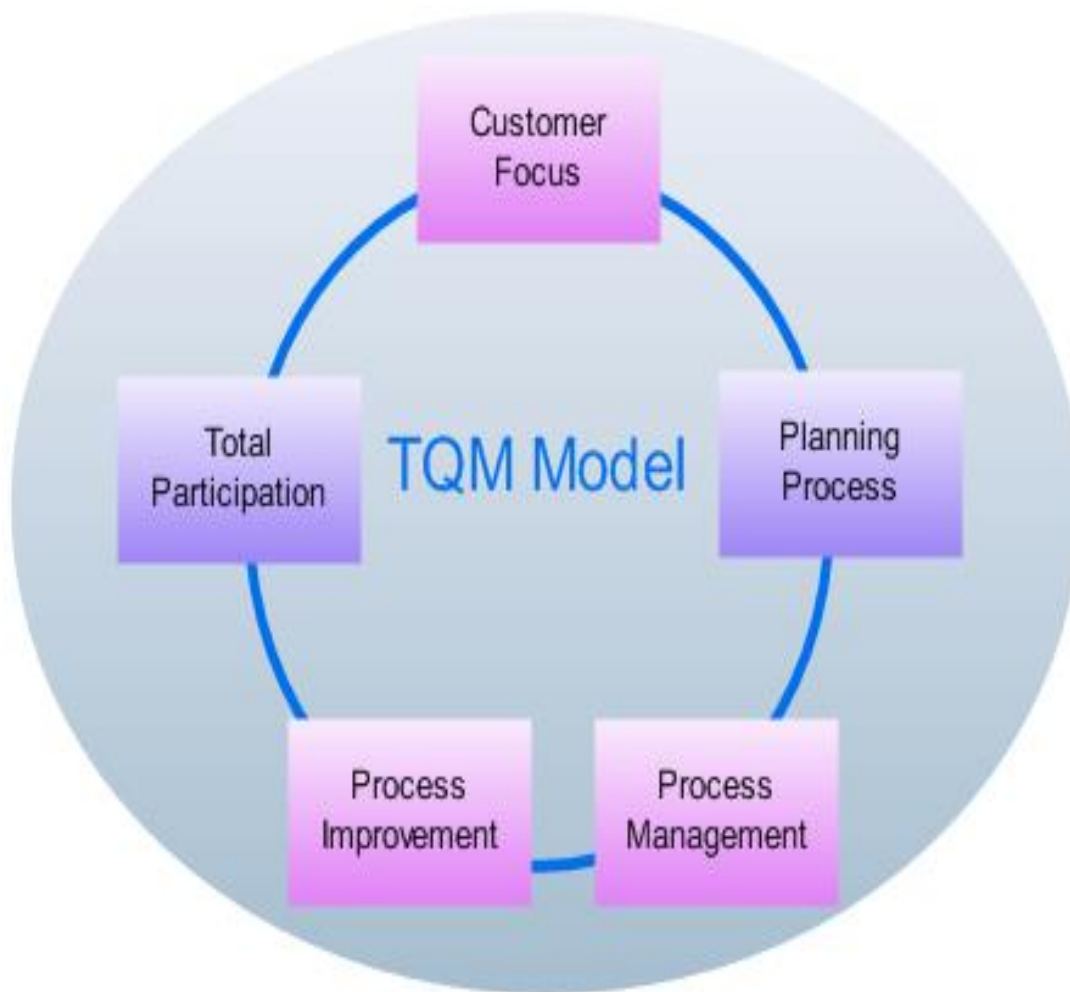 Customer
Focus
Total
Participation
TQM Model
Planning
Process
Process
Improvement
Process
Management